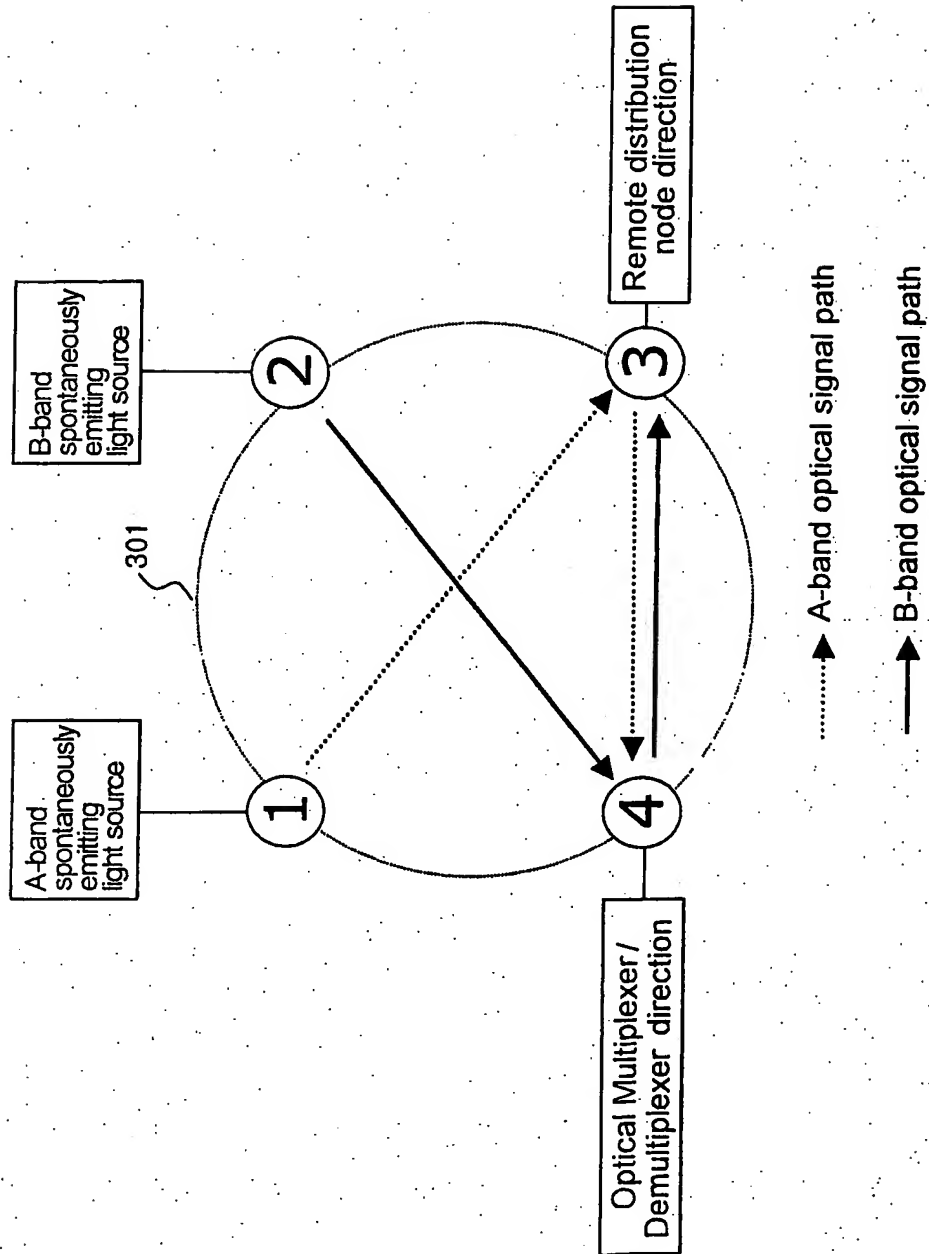 A-band
spontaneously
emitting
light source
B-band
spontaneously
emitting
light source
301
1
2
4
3
Optical Multiplexer/
Demultiplexer direction
Remote distribution
node direction
A-band optical signal path
B-band optical signal path